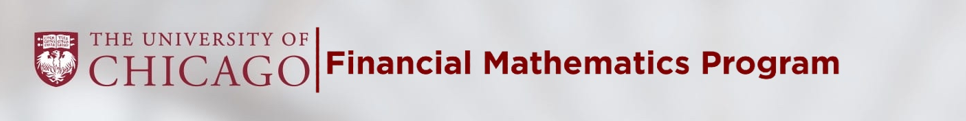 THE UNIVERSITY OF
CHICAGO
Financial Mathematics Program